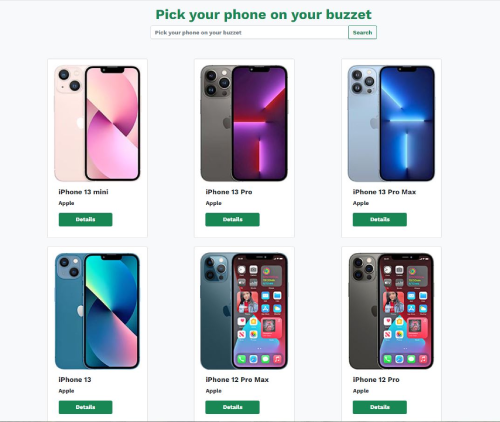 Pick your phone on your buzzet
Pick your phone on your buzzet Search
iPhone 13 mini
Apple
Details
iPhone 13 Pro
Apple
Details
iPhone 13 Pro Max
Apple
Details
iPhone 13
Apple
Details
iPhone 12 Pro Max
Apple
Details
iPhone 12 Pro
Apple
Details